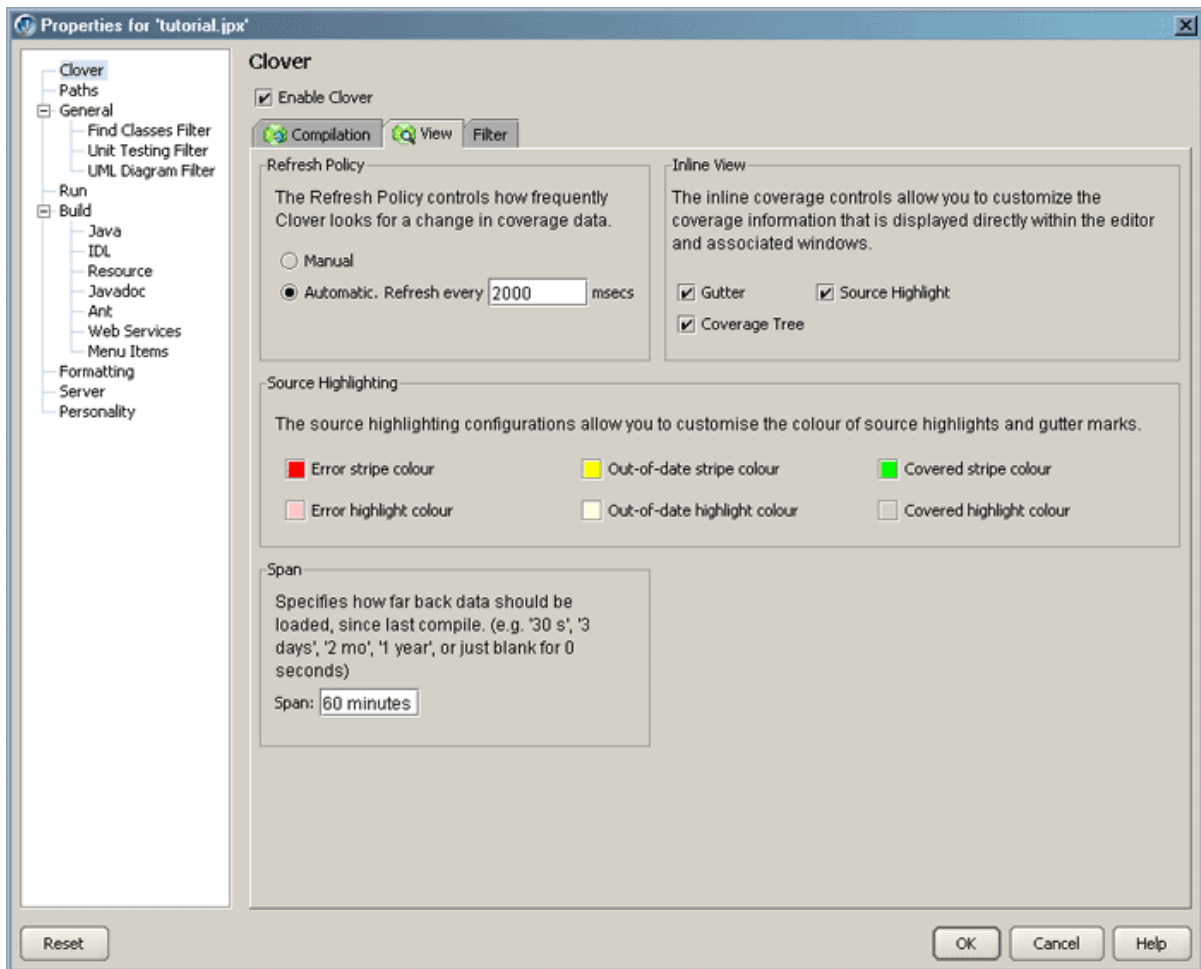 Properties for 'tutorial.jpx'
Clover
Paths
General
Find Classes Filter
Unit Testing Filter
UML Diagram Filter
Run
Build
Java
IDL
Resource
Javadoc
Ant
Web Services
Menu Items
Formatting
Server
Personality
Clover
Enable Clover
Compilation
View
Filter
Refresh Policy
The Refresh Policy controls how frequently
Clover looks for a change in coverage data.
Manual
Automatic. Refresh every 2000 msecs
Inline View
The inline coverage controls allow you to customize the
coverage information that is displayed directly within the editor
and associated windows.
Gutter
Source Highlight
Coverage Tree
Source Highlighting
The source highlighting configurations allow you to customise the colour of source highlights and gutter marks.
Error stripe colour
Out-of-date stripe colour
Covered stripe colour
Error highlight colour
Out-of-date highlight colour
Covered highlight colour
Span
Specifies how far back data should be
loaded, since last compile. (e.g. '30 s', '3
days', '2 mo', '1 year', or just blank for 0
seconds)
Span: 60 minutes
Reset
OK
Cancel
Help